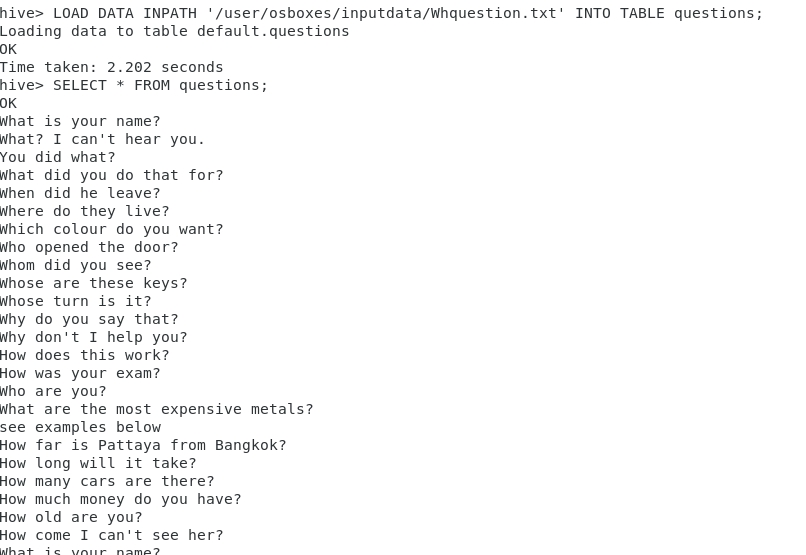 hive> LOAD DATA INPATH '/user/osboxes/inputdata/Whquestion.txt' INTO TABLE questions;
Loading data to table default.questions
OK
Time taken: 2.202 seconds
hive> SELECT * FROM questions;
OK
What is your name?
What? I can't hear you.
You did what?
What did you do that for?
When did he leave?
Where do they live?
Which colour do you want?
Who opened the door?
Whom did you see?
Whose are these keys?
Whose turn is it?
Why do you say that?
Why don't I help you?
How does this work?
How was your exam?
Who are you?
What are the most expensive metals?
see examples below
How far is Pattaya from Bangkok?
How long will it take?
How many cars are there?
How much money do you have?
How old are you?
How come I can't see her?
What is your name?